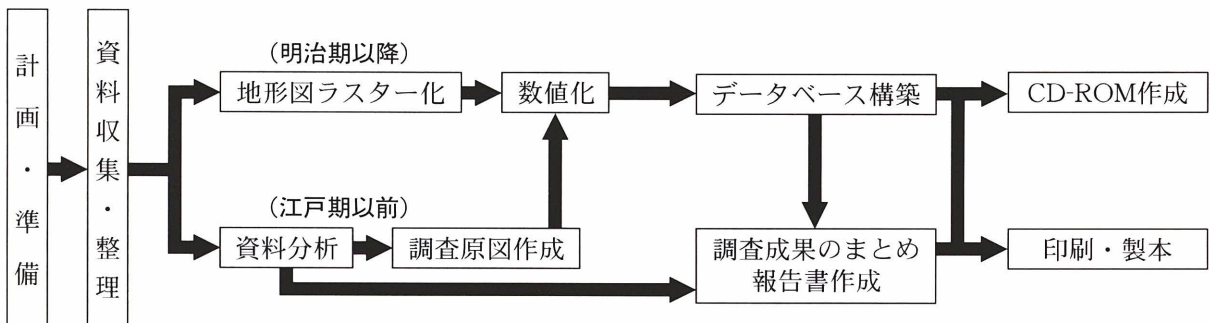 計画・準備
資料収集・整理
(明治期以降)
地形図ラスター化
数値化
データベース構築
CD-ROM作成
(江戸期以前)
資料分析
調査原図作成
調査成果のまとめ
報告書作成
印刷・製本